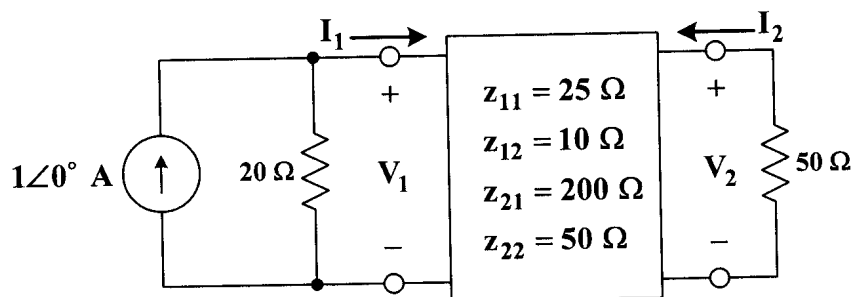 I₁
I₂
+
+
z₁₁ = 25 Ω
z₁₂ = 10 Ω
1∠0° A
20 Ω
V₁
V₂
50 Ω
z₂₁ = 200 Ω
z₂₂ = 50 Ω
−
−